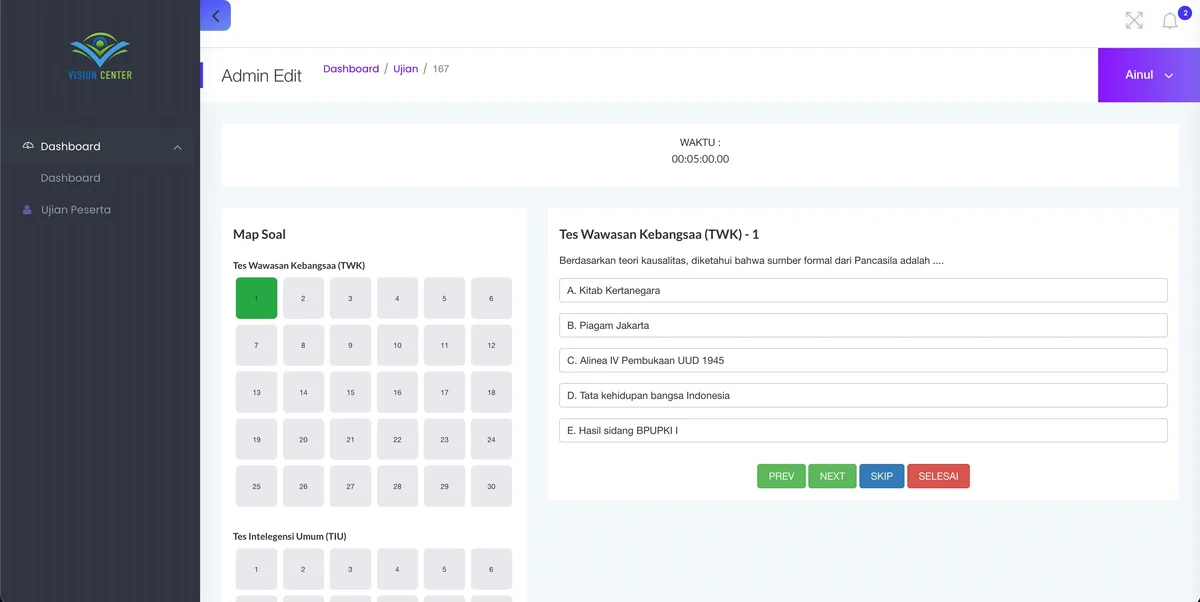 VISION CENTER
2
Admin Edit
Dashboard / Ujian / 167
Ainul
Dashboard
Dashboard
Ujian Peserta
WAKTU :
00:05:00.00
Map Soal
Tes Wawasan Kebangsaa (TWK)
1 2 3 4 5 6
7 8 9 10 11 12
13 14 15 16 17 18
19 20 21 22 23 24
25 26 27 28 29 30
Tes Intelegensi Umum (TIU)
1 2 3 4 5 6
Tes Wawasan Kebangsaa (TWK) - 1
Berdasarkan teori kausalitas, diketahui bahwa sumber formal dari Pancasila adalah ....
A. Kitab Kertanegara
B. Piagam Jakarta
C. Alinea IV Pembukaan UUD 1945
D. Tata kehidupan bangsa Indonesia
E. Hasil sidang BPUPKI I
PREV NEXT SKIP SELESAI